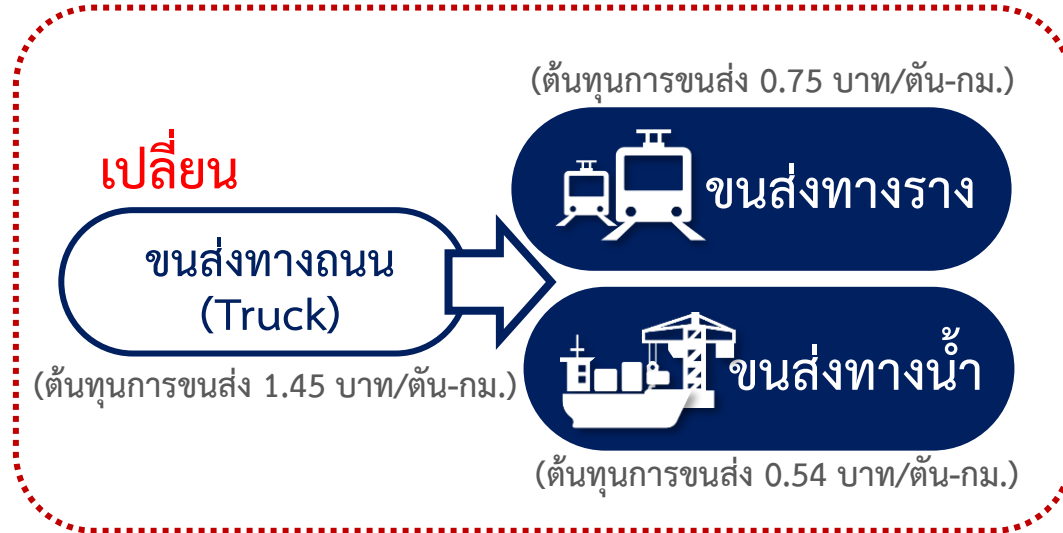 เปลี่ยน
ขนส่งทางถนน
(Truck)
(ต้นทุนการขนส่ง 1.45 บาท/ตัน-กม.)
(ต้นทุนการขนส่ง 0.75 บาท/ตัน-กม.)
ขนส่งทางราง
ขนส่งทางน้ำ
(ต้นทุนการขนส่ง 0.54 บาท/ตัน-กม.)